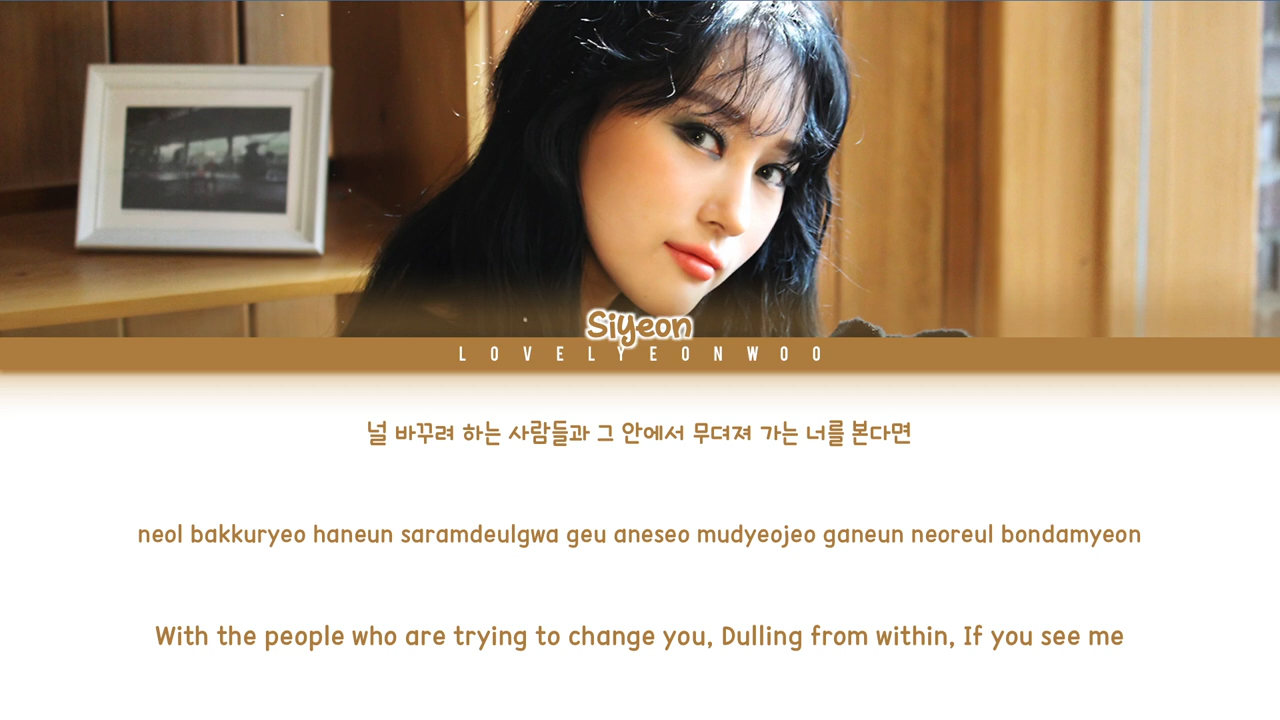 Siyeon
LOVELYEONWOO
널 바꾸려 하는 사람들과 그 안에서 무뎌져 가는 너를 본다면
neol bakkuryeo haneun saramdeulgwa geu aneseo mudyeojeo ganeun neoreul bondamyeon
With the people who are trying to change you, Dulling from within, If you see me